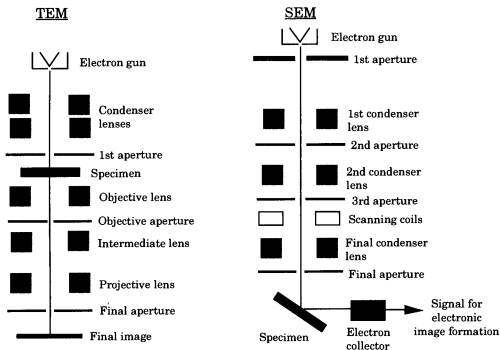 TEM
Electron gun
Condenser
lenses
1st aperture
Specimen
Objective lens
Objective aperture
Intermediate lens
Projective lens
Final aperture
Final image
SEM
Electron gun
1st aperture
1st condenser
lens
2nd aperture
2nd condenser
lens
3rd aperture
Scanning coils
Final condenser
lens
Final aperture
Specimen
Electron
collector
Signal for
electronic
image formation